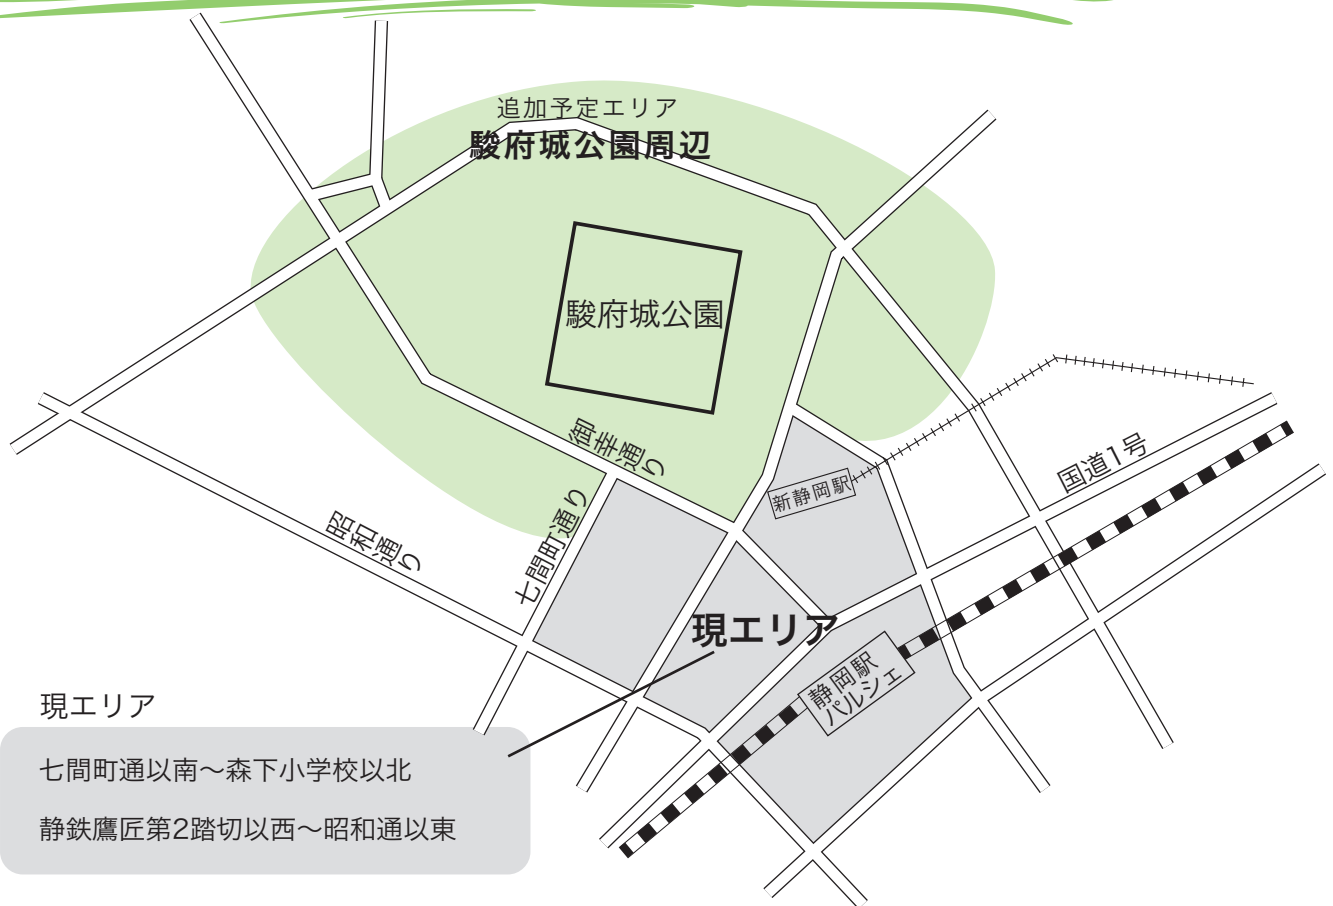 追加予定エリア
駿府城公園周辺
駿府城公園
御幸通り
国道1号
新静岡駅
七間町通り
昭和通り
現エリア
静岡駅
パルシェ
現エリア
七間町通以南～森下小学校以北
静鉄鷹匠第2踏切以西～昭和通以東